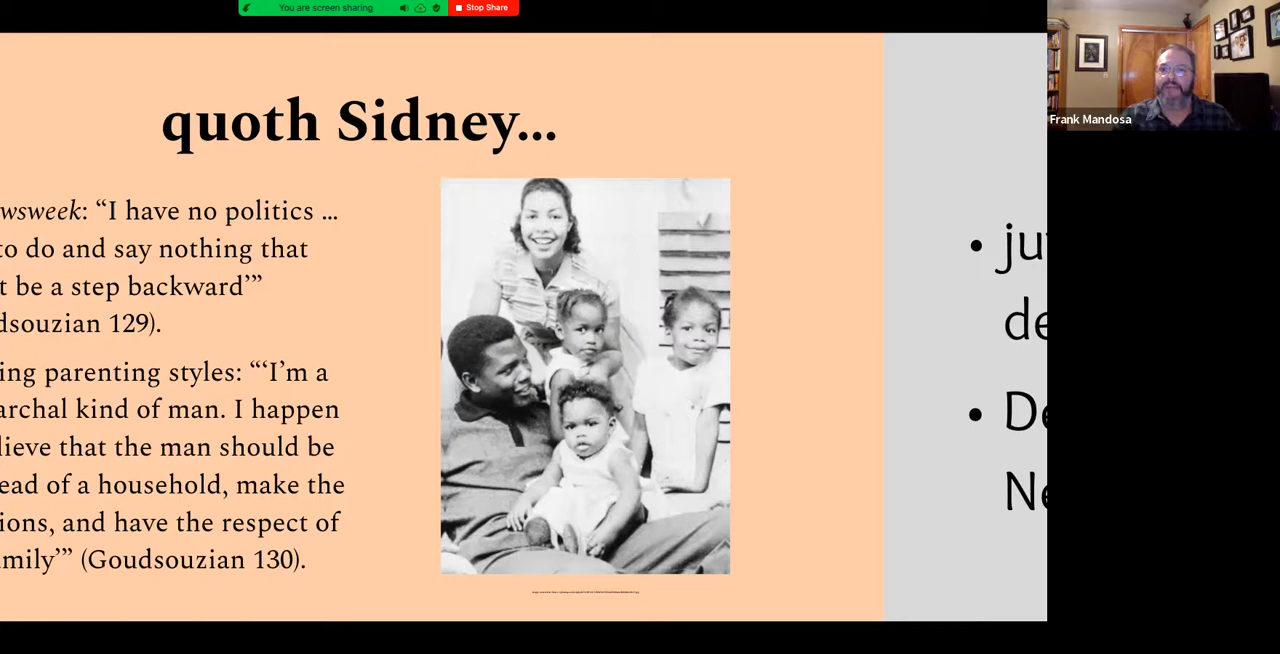 You are screen sharing
Stop Share
quoth Sidney...
wsweek: “I have no politics ...
to do and say nothing that
t be a step backward’”
dsouzian 129).
ing parenting styles: “‘I’m a
archal kind of man. I happen
lieve that the man should be
ead of a household, make the
ions, and have the respect of
mily’” (Goudsouzian 130).
• ju
de
• De
Ne
Frank Mandosa